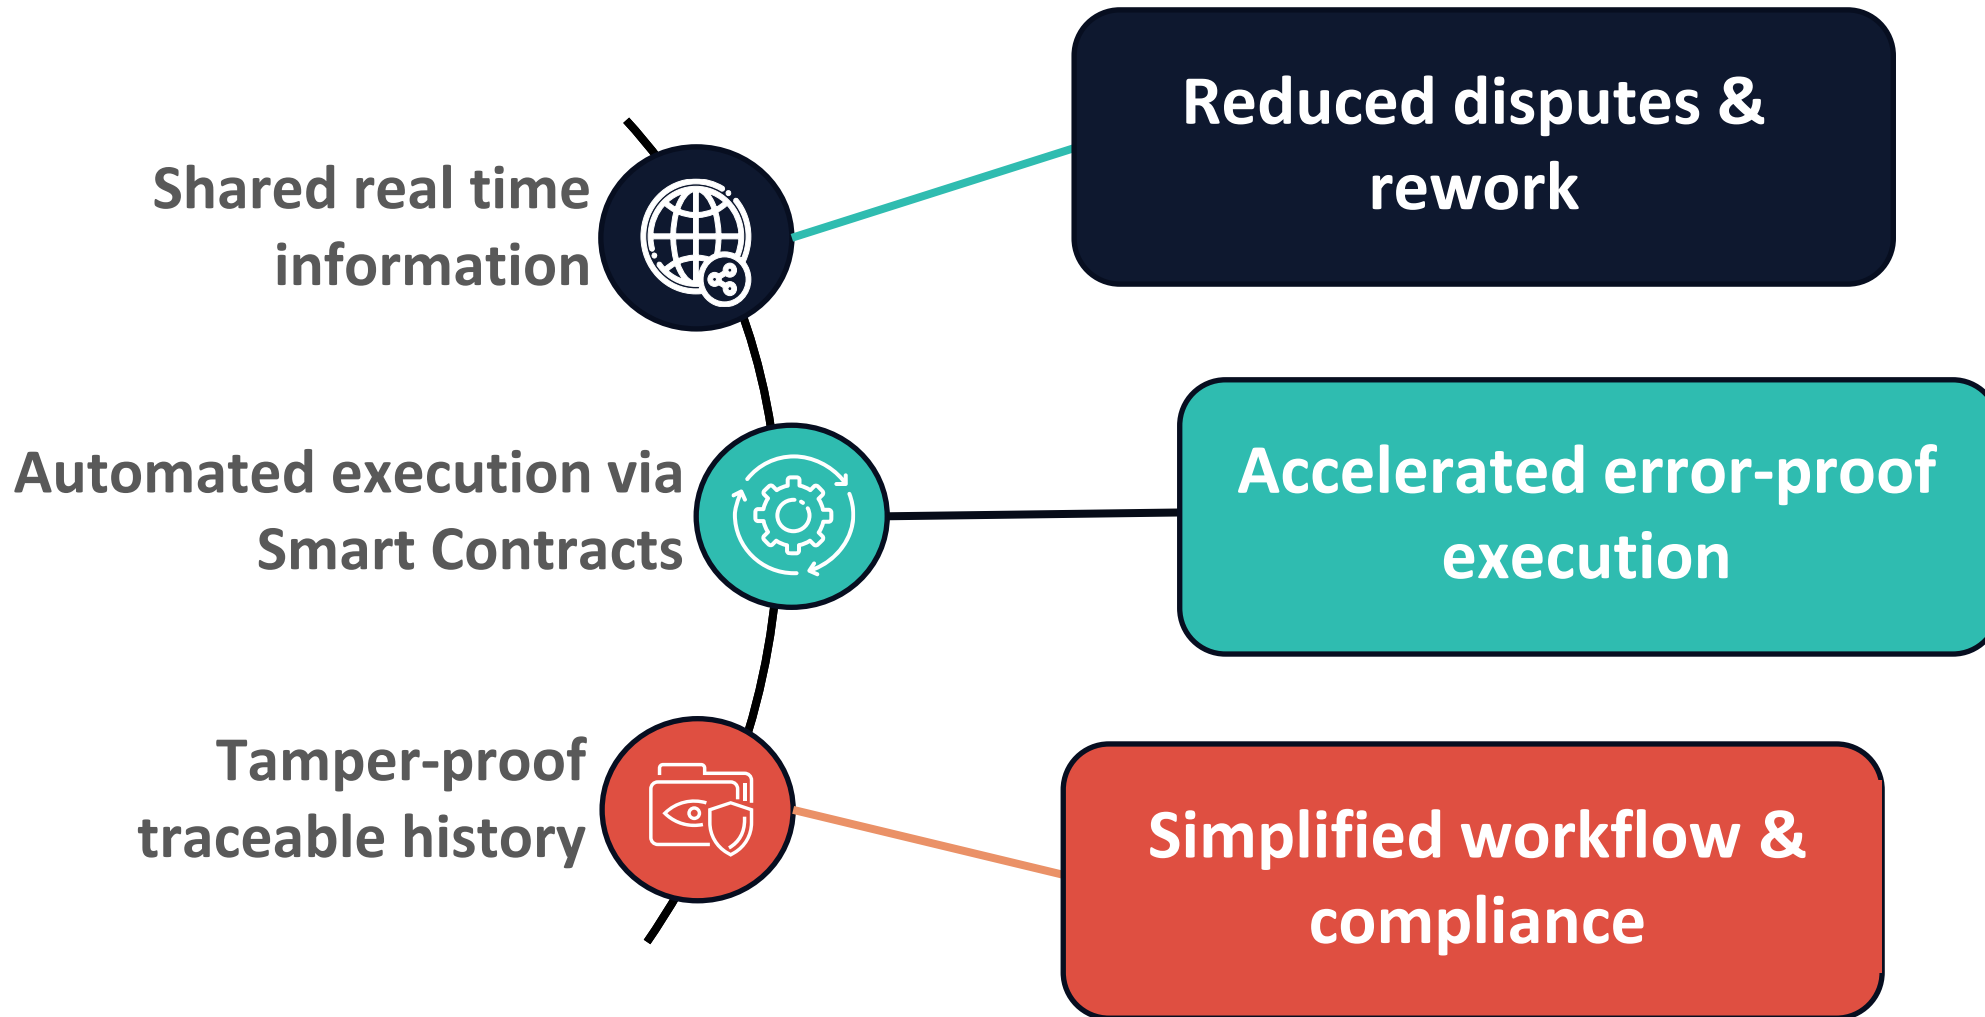 Shared real time
information
Reduced disputes &
rework
Automated execution via
Smart Contracts
Accelerated error-proof
execution
Tamper-proof
traceable history
Simplified workflow &
compliance